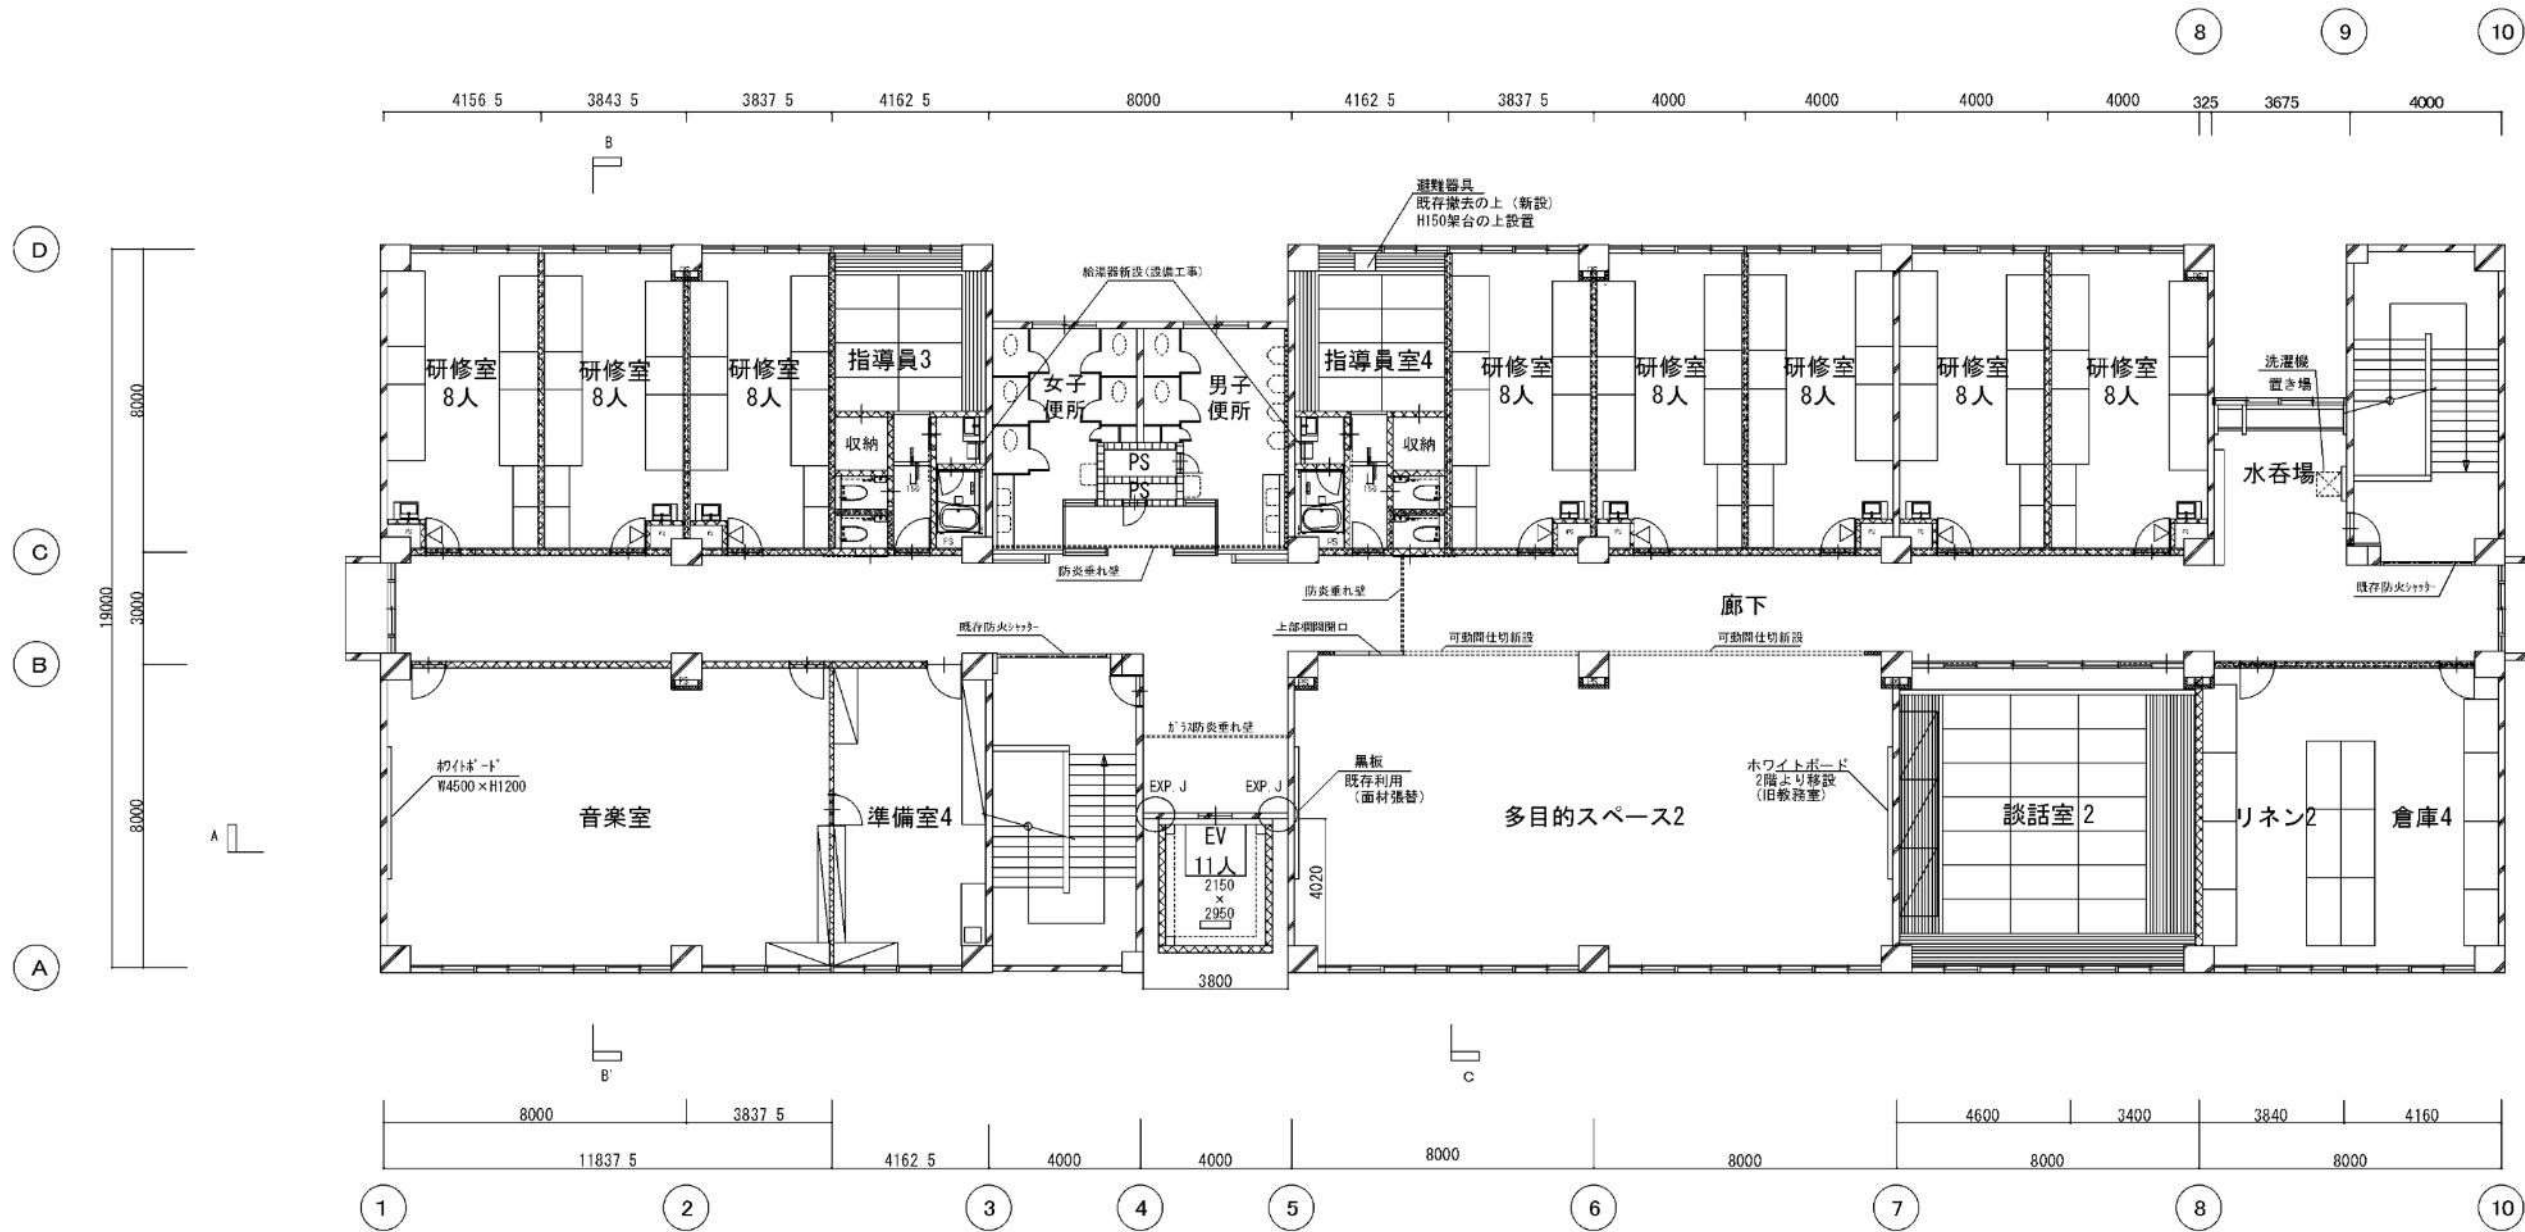 8 9 10
4156 5 3843 5 3837 5 4162 5 8000 4162 5 3837 5 4000 4000 4000 4000 325 3675 4000
B
避難器具
既存撤去の上（新設）
H150架台の上設置
D
給湯器新設(設備工事)
研修室
8人
研修室
8人
研修室
8人
指導員3
女子
便所
男子
便所
指導員室4
研修室
8人
研修室
8人
研修室
8人
研修室
8人
研修室
8人
洗濯機
置き場
8000
収納
PS
PS
収納
水呑場
150
150
PS
PS
C
防炎垂れ壁
防炎垂れ壁
廊下
既存防火シャッター
19000
3000
既存防火シャッター
上部欄間開口
可動間仕切新設
可動間仕切新設
B
ガラス防炎垂れ壁
ホワイトボード
W4500×H1200
黒板
既存利用
（面材張替）
ホワイトボード
2階より移設
（旧教務室）
EXP.J EXP.J
8000
音楽室
準備室4
多目的スペース2
談話室 2
リネン2
倉庫4
A
EV
11人
2150
×
2950
4020
A
3800
B'
C
8000 3837 5 4600 3400 3840 4160
11837 5 4162 5 4000 4000 8000 8000 8000 8000
1 2 3 4 5 6 7 8 10